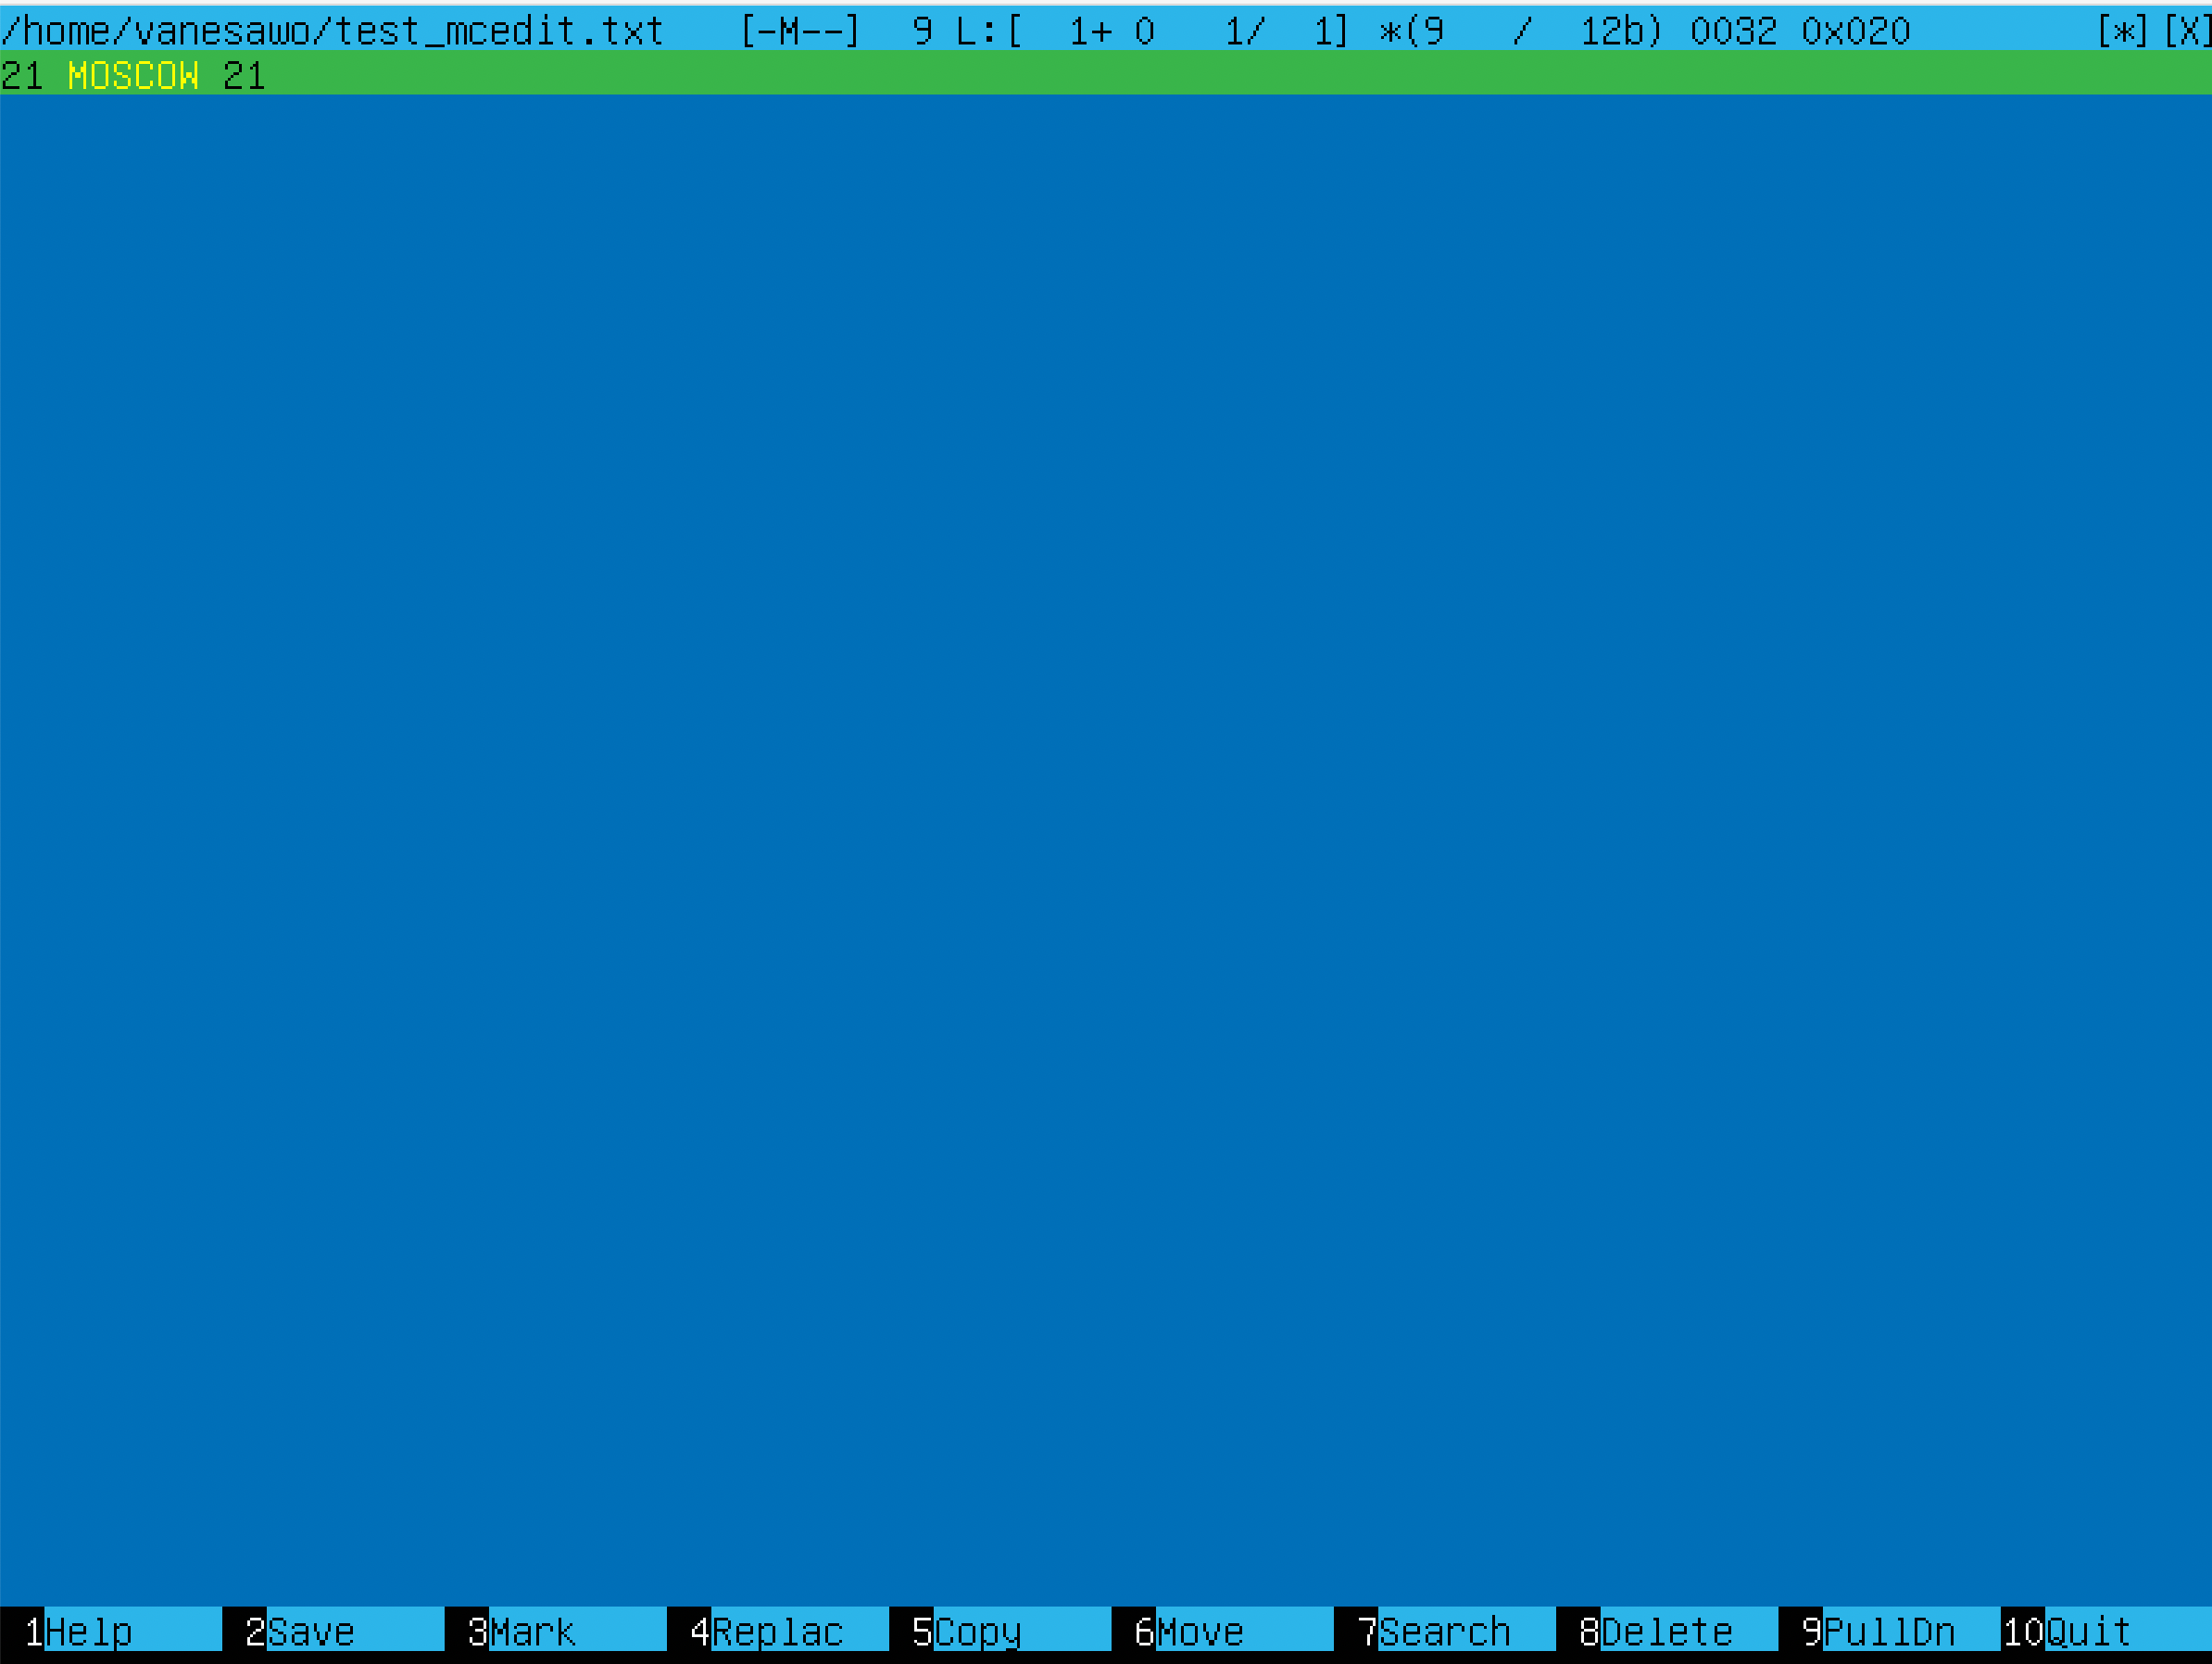 /home/vanesawo/test_mcedit.txt   [-M--]  9 L:[  1+ 0   1/  1] *(9   /  12b) 0032 0x020        [*][X]
21 MOSCOW 21
1Help 2Save 3Mark 4Replac 5Copy 6Move 7Search 8Delete 9PullDn 10Quit